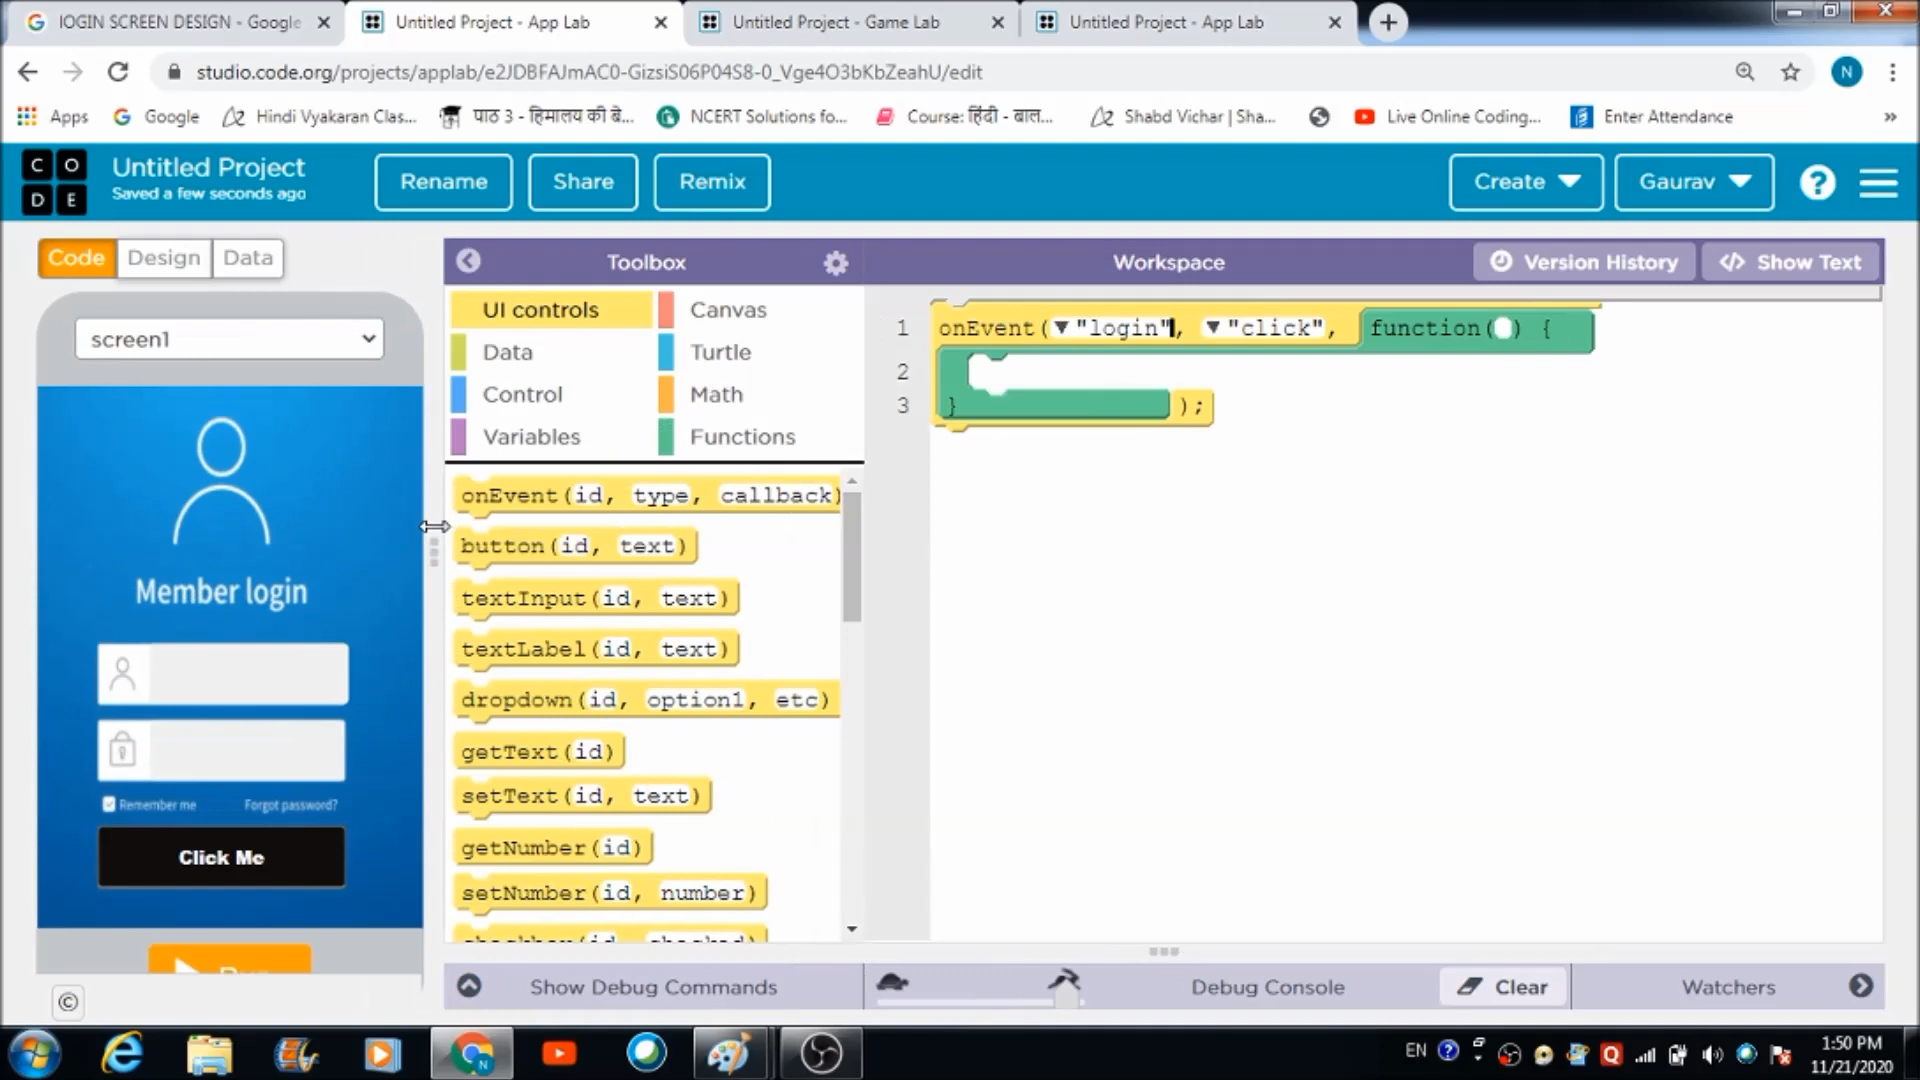 IOGIN SCREEN DESIGN - Google
Untitled Project - App Lab
Untitled Project - Game Lab
Untitled Project - App Lab
studio.code.org/projects/applab/e2JDBFAJmAC0-GizsiS06P04S8-0_Vge4O3bKbZeahU/edit
N
Apps
Google
Hindi Vyakaran Clas...
पाठ 3 - हिमालय की बे...
NCERT Solutions fo...
Course: हिंदी - बाल...
Shabd Vichar | Sha...
Live Online Coding...
Enter Attendance
»
C O
D E
Untitled Project
Saved a few seconds ago
Rename
Share
Remix
Create
Gaurav
?
Code
Design
Data
Toolbox
Workspace
Version History
</> Show Text
screen1
Member login
Remember me
Forgot password?
Click Me
UI controls
Canvas
Data
Turtle
Control
Math
Variables
Functions
onEvent(id, type, callback)
button(id, text)
textInput(id, text)
textLabel(id, text)
dropdown(id, option1, etc)
getText(id)
setText(id, text)
getNumber(id)
setNumber(id, number)
1 onEvent(▼"login", ▼"click", function( ) {
2
3 } );
Show Debug Commands
Debug Console
Clear
Watchers
©
EN
1:50 PM
11/21/2020